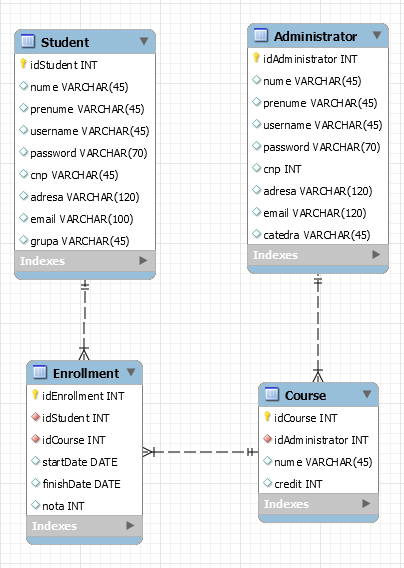 Student
idStudent INT
nume VARCHAR(45)
prenume VARCHAR(45)
username VARCHAR(45)
password VARCHAR(70)
cnp VARCHAR(45)
adresa VARCHAR(120)
email VARCHAR(100)
grupa VARCHAR(45)
Indexes
Administrator
idAdministrator INT
nume VARCHAR(45)
prenume VARCHAR(45)
username VARCHAR(45)
password VARCHAR(70)
cnp INT
adresa VARCHAR(120)
email VARCHAR(120)
catedra VARCHAR(45)
Indexes
Enrollment
idEnrollment INT
idStudent INT
idCourse INT
startDate DATE
finishDate DATE
nota INT
Indexes
Course
idCourse INT
idAdministrator INT
nume VARCHAR(45)
credit INT
Indexes